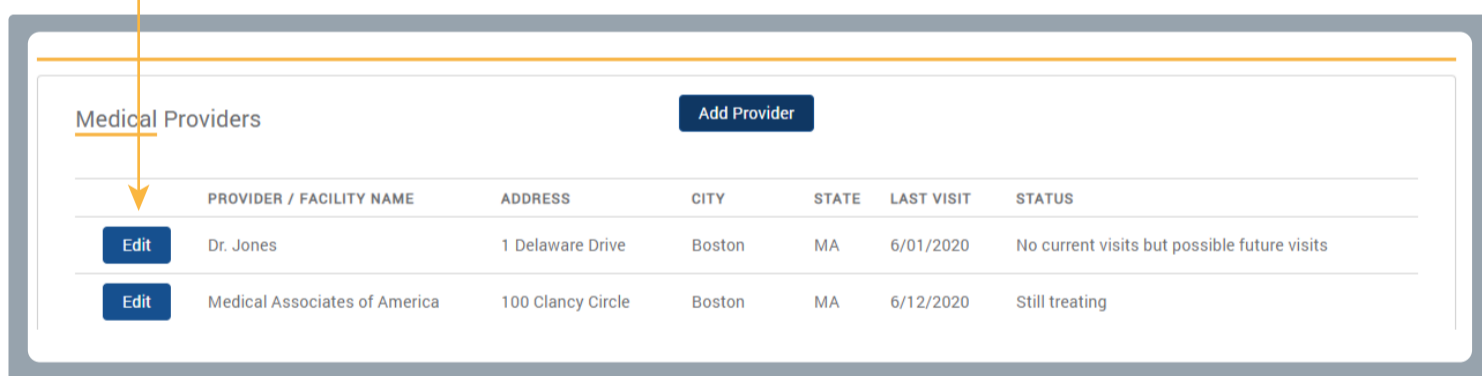 Medical Providers
Add Provider
PROVIDER / FACILITY NAME ADDRESS CITY STATE LAST VISIT STATUS
Edit Dr. Jones 1 Delaware Drive Boston MA 6/01/2020 No current visits but possible future visits
Edit Medical Associates of America 100 Clancy Circle Boston MA 6/12/2020 Still treating